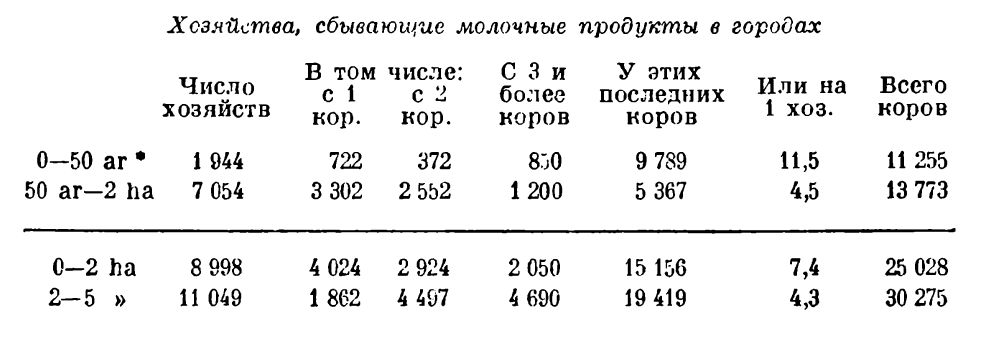 Хозяйства, сбывающие молочные продукты в городах
Число
хозяйств
В том числе:
с 1
кор.
с 2
кор.
С 3 и
более
коров
У этих
последних
коров
Или на
1 хоз.
Всего
коров
0—50 ar * 1 944 722 372 850 9 789 11,5 11 255
50 ar—2 ha 7 054 3 302 2 552 1 200 5 367 4,5 13 773
0—2 ha 8 998 4 024 2 924 2 050 15 156 7,4 25 028
2—5 » 11 049 1 862 4 497 4 690 19 419 4,3 30 275